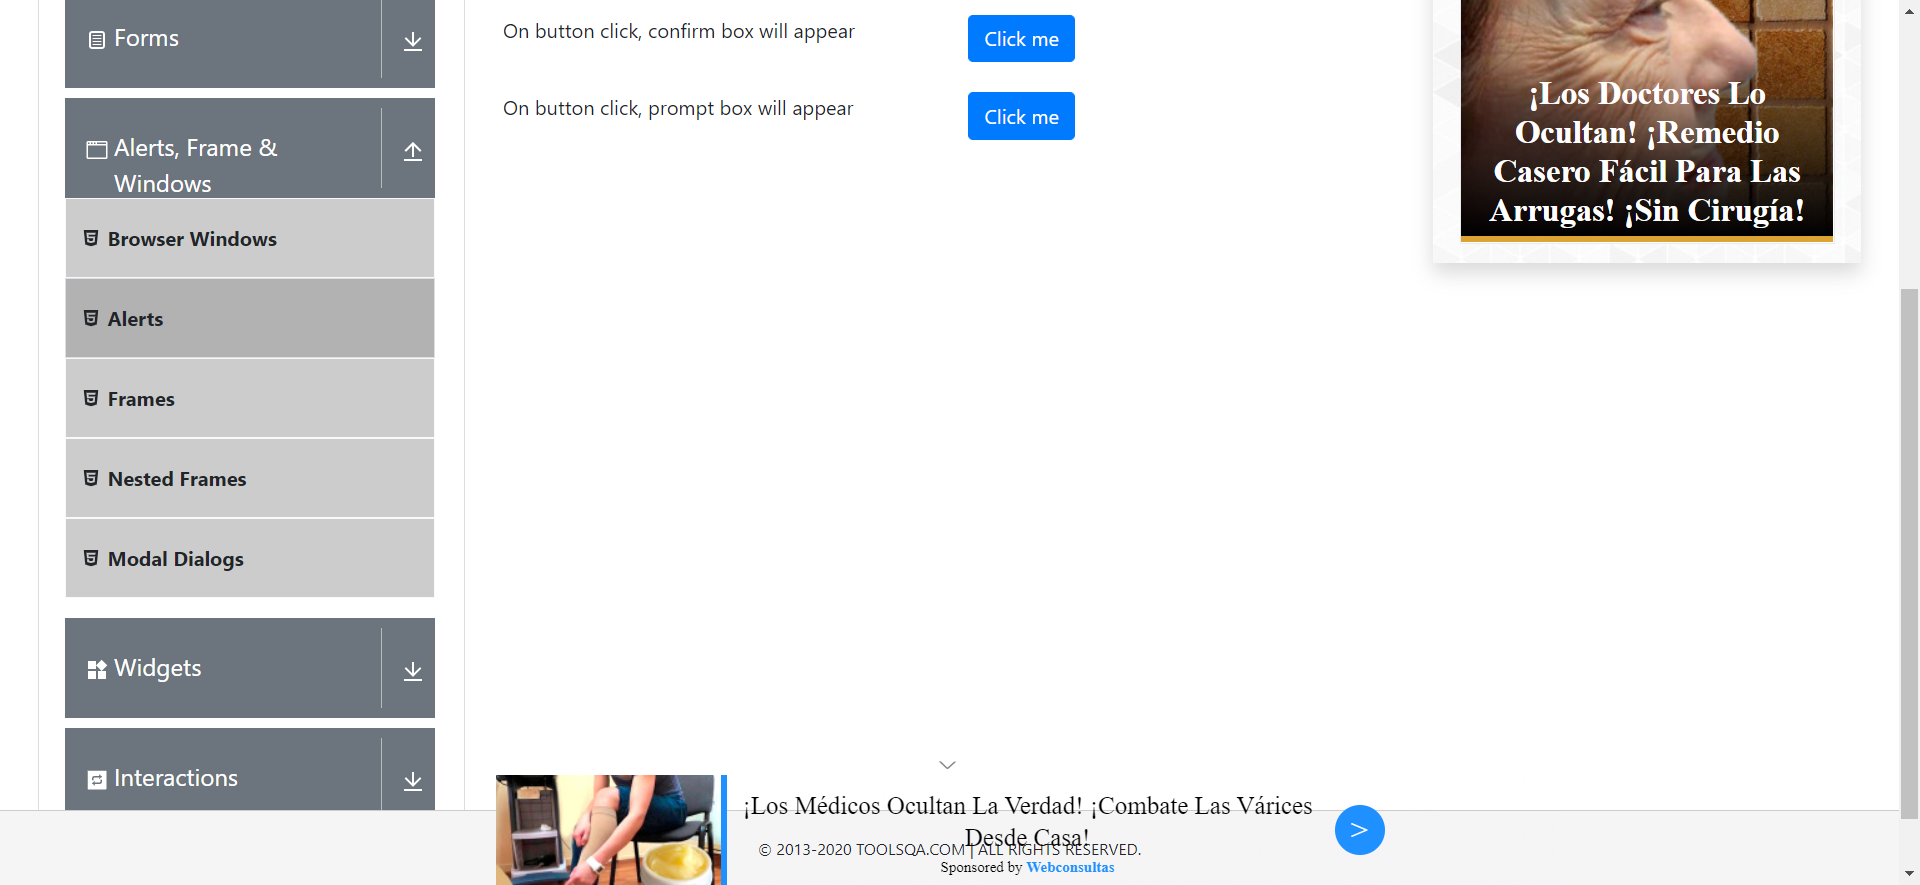 Forms
Alerts, Frame &
Windows
Browser Windows
Alerts
Frames
Nested Frames
Modal Dialogs
Widgets
Interactions
On button click, confirm box will appear
Click me
On button click, prompt box will appear
Click me
¡Los Doctores Lo
Ocultan! ¡Remedio
Casero Fácil Para Las
Arrugas! ¡Sin Cirugía!
¡Los Médicos Ocultan La Verdad! ¡Combate Las Várices
Desde Casa!
© 2013-2020 TOOLSQA.COM | ALL RIGHTS RESERVED.
Sponsored by Webconsultas